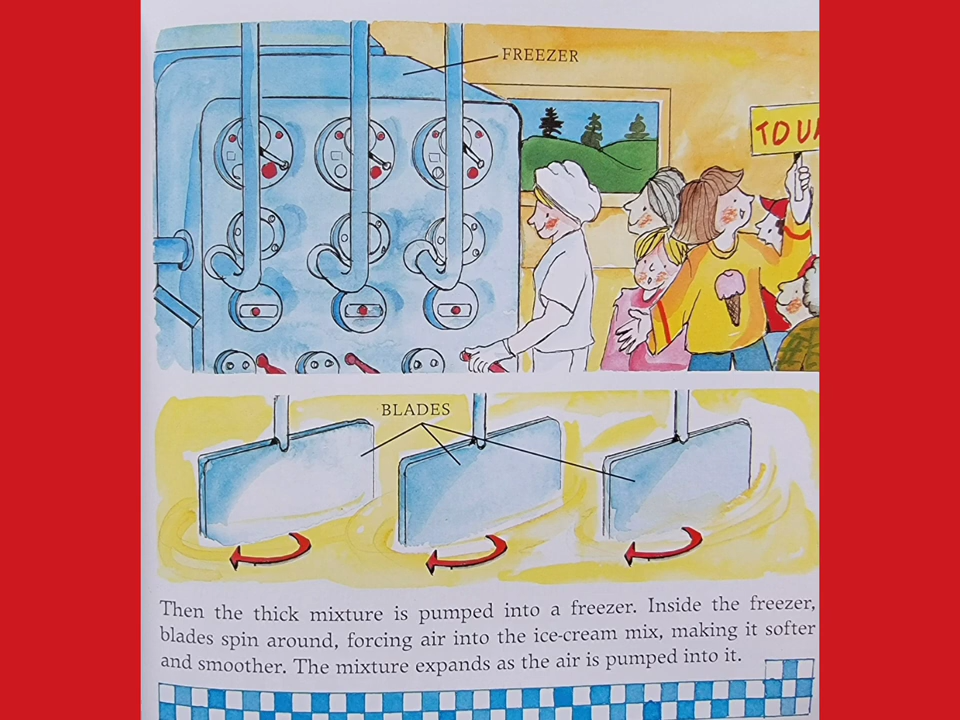 FREEZER
BLADES
Then the thick mixture is pumped into a freezer. Inside the freezer,
blades spin around, forcing air into the ice-cream mix, making it softer
and smoother. The mixture expands as the air is pumped into it.